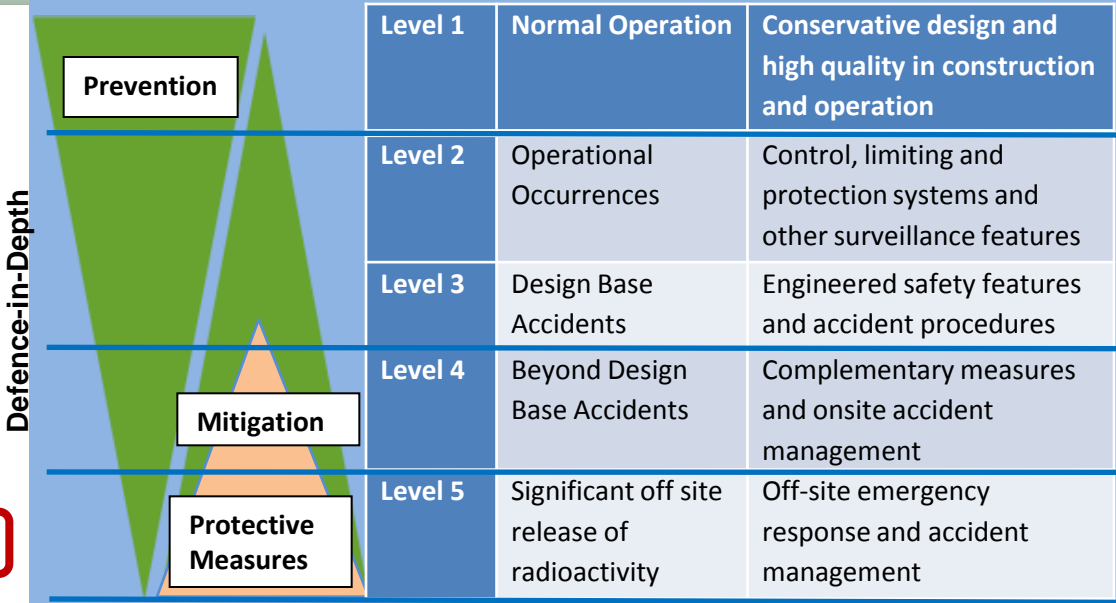 Defence-in-Depth
Prevention
Mitigation
Protective
Measures
Level 1
Normal Operation
Conservative design and
high quality in construction
and operation
Level 2
Operational
Occurrences
Control, limiting and
protection systems and
other surveillance features
Level 3
Design Base
Accidents
Engineered safety features
and accident procedures
Level 4
Beyond Design
Base Accidents
Complementary measures
and onsite accident
management
Level 5
Significant off site
release of
radioactivity
Off-site emergency
response and accident
management